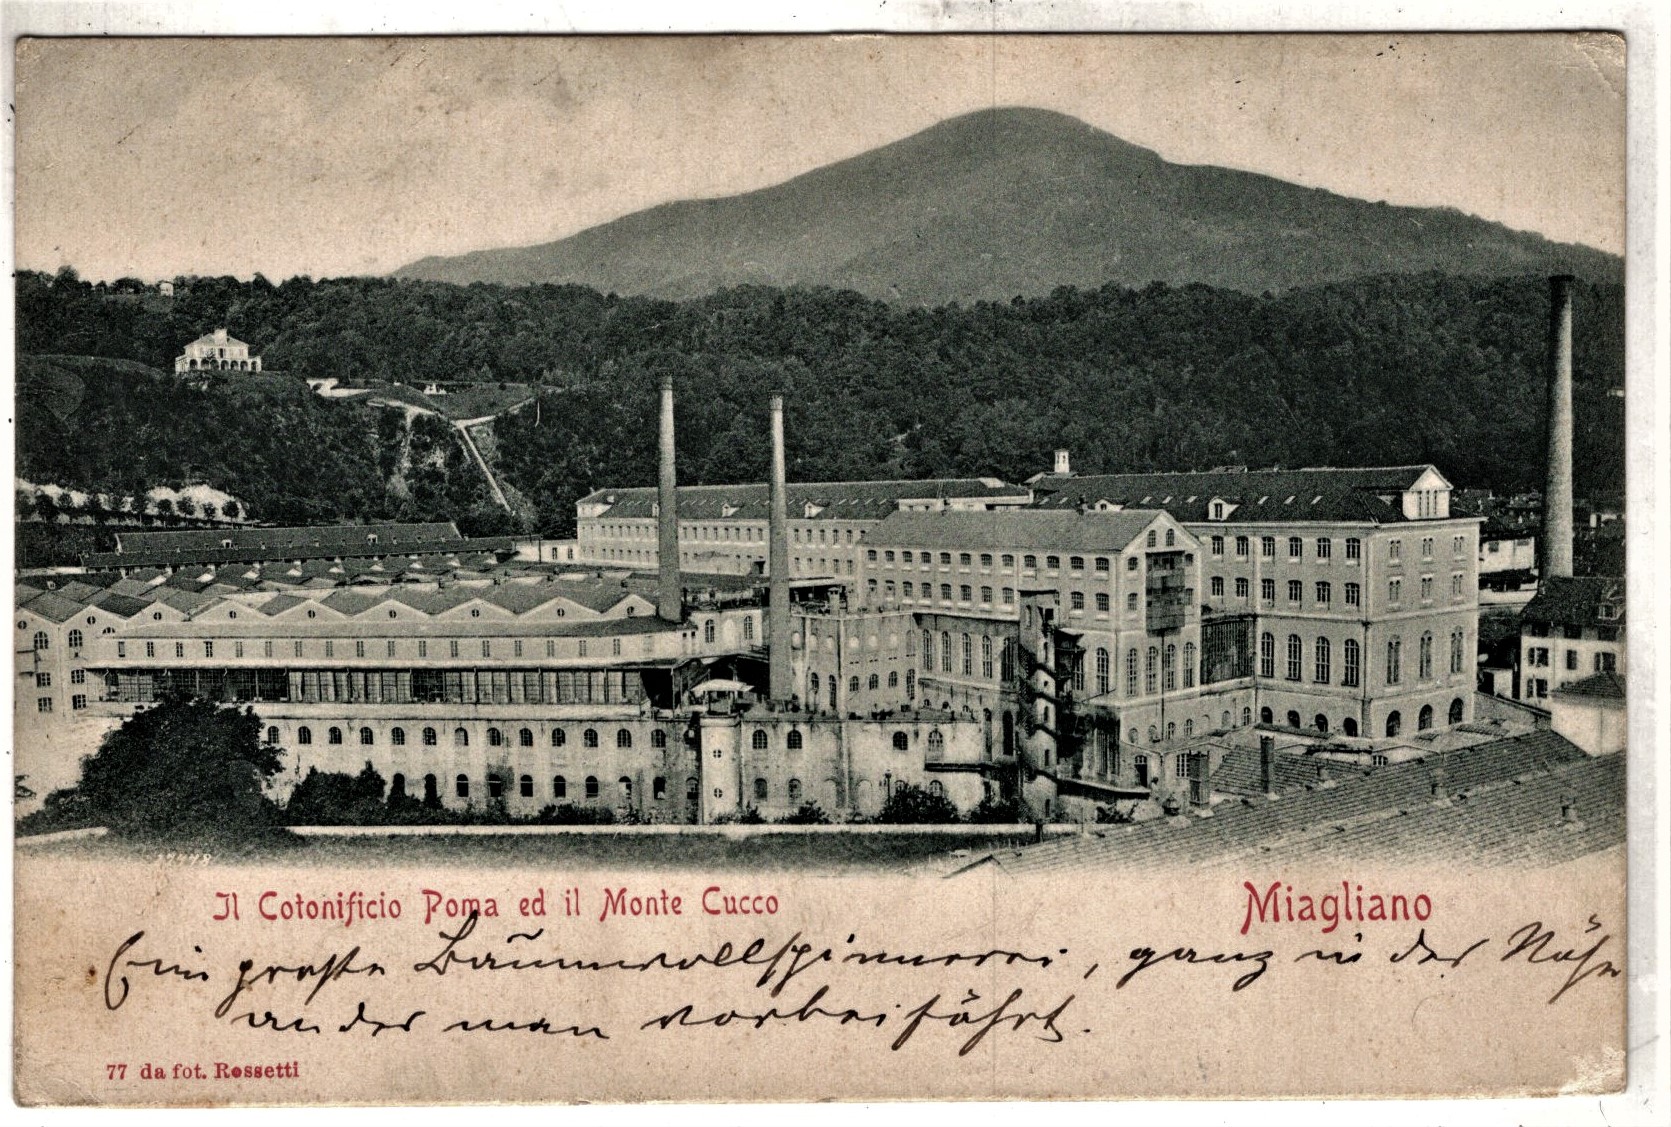 27778
Il Cotonificio Poma ed il Monte Cucco
Miagliano
Eine große Baumwollspinnerei, ganz in der Nähe
an der man vorbeifährt.
77 da fot. Rossetti